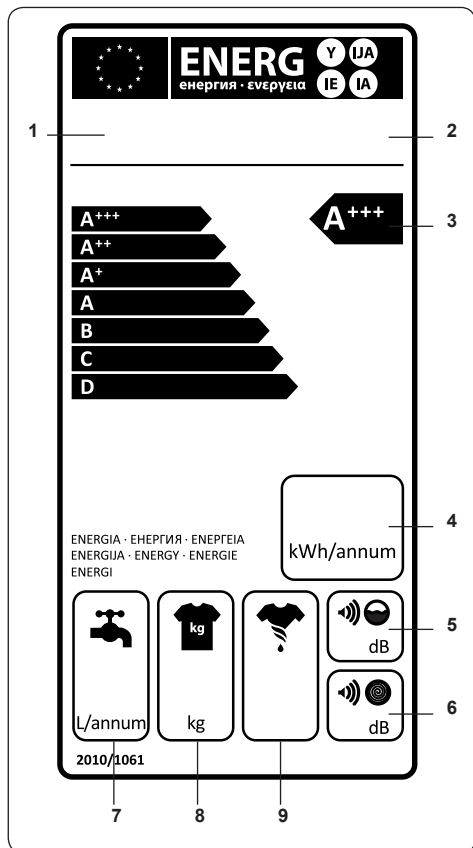 ENERG Y IJA
енергия · ενεργεια IE IA
1 2
A+++ 3
A+++
A++
A+
A
B
C
D
4
kWh/annum
ENERGIA · ЕНЕРГИЯ · ΕΝΕΡΓΕΙΑ
ENERGIJA · ENERGY · ENERGIE
ENERGI
5
dB
kg
6
dB
L/annum kg
2010/1061
7 8 9